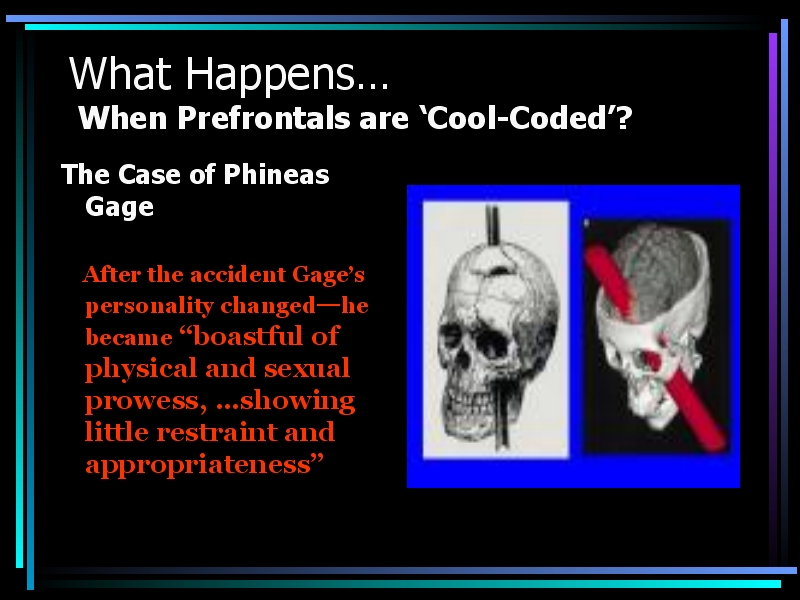 What Happens…
When Prefrontals are ‘Cool-Coded’?
The Case of Phineas
Gage
After the accident Gage’s
personality changed—he
became “boastful of
physical and sexual
prowess, …showing
little restraint and
appropriateness”